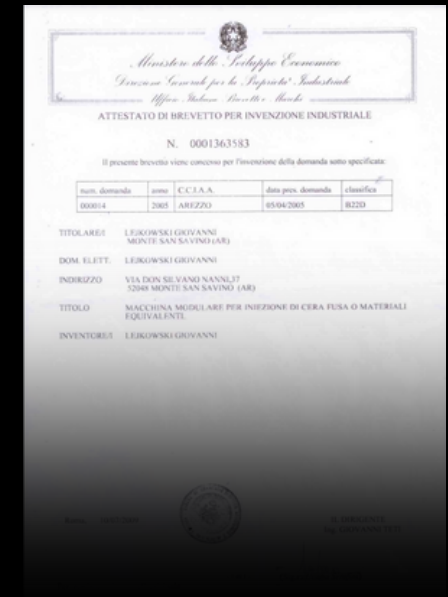 Ministero dello Sviluppo Economico
Direzione Generale per la Proprietà Industriale
Ufficio Italiano Brevetti e Marchi
ATTESTATO DI BREVETTO PER INVENZIONE INDUSTRIALE
N. 0001363583
Il presente brevetto viene concesso per l'invenzione della domanda sotto specificata:
num. domanda anno C.C.I.A.A. data pres. domanda classifica
000014 2005 AREZZO 05/04/2005 B22D
TITOLARE/I LEJKOWSKI GIOVANNI
MONTE SAN SAVINO (AR)
DOM. ELETT. LEJKOWSKI GIOVANNI
INDIRIZZO VIA DON SILVANO NANNI,37
52048 MONTE SAN SAVINO (AR)
TITOLO MACCHINA MODULARE PER INIEZIONE DI CERA FUSA O MATERIALI
EQUIVALENTI.
INVENTORE/I LEJKOWSKI GIOVANNI
Roma,
IL DIRIGENTE